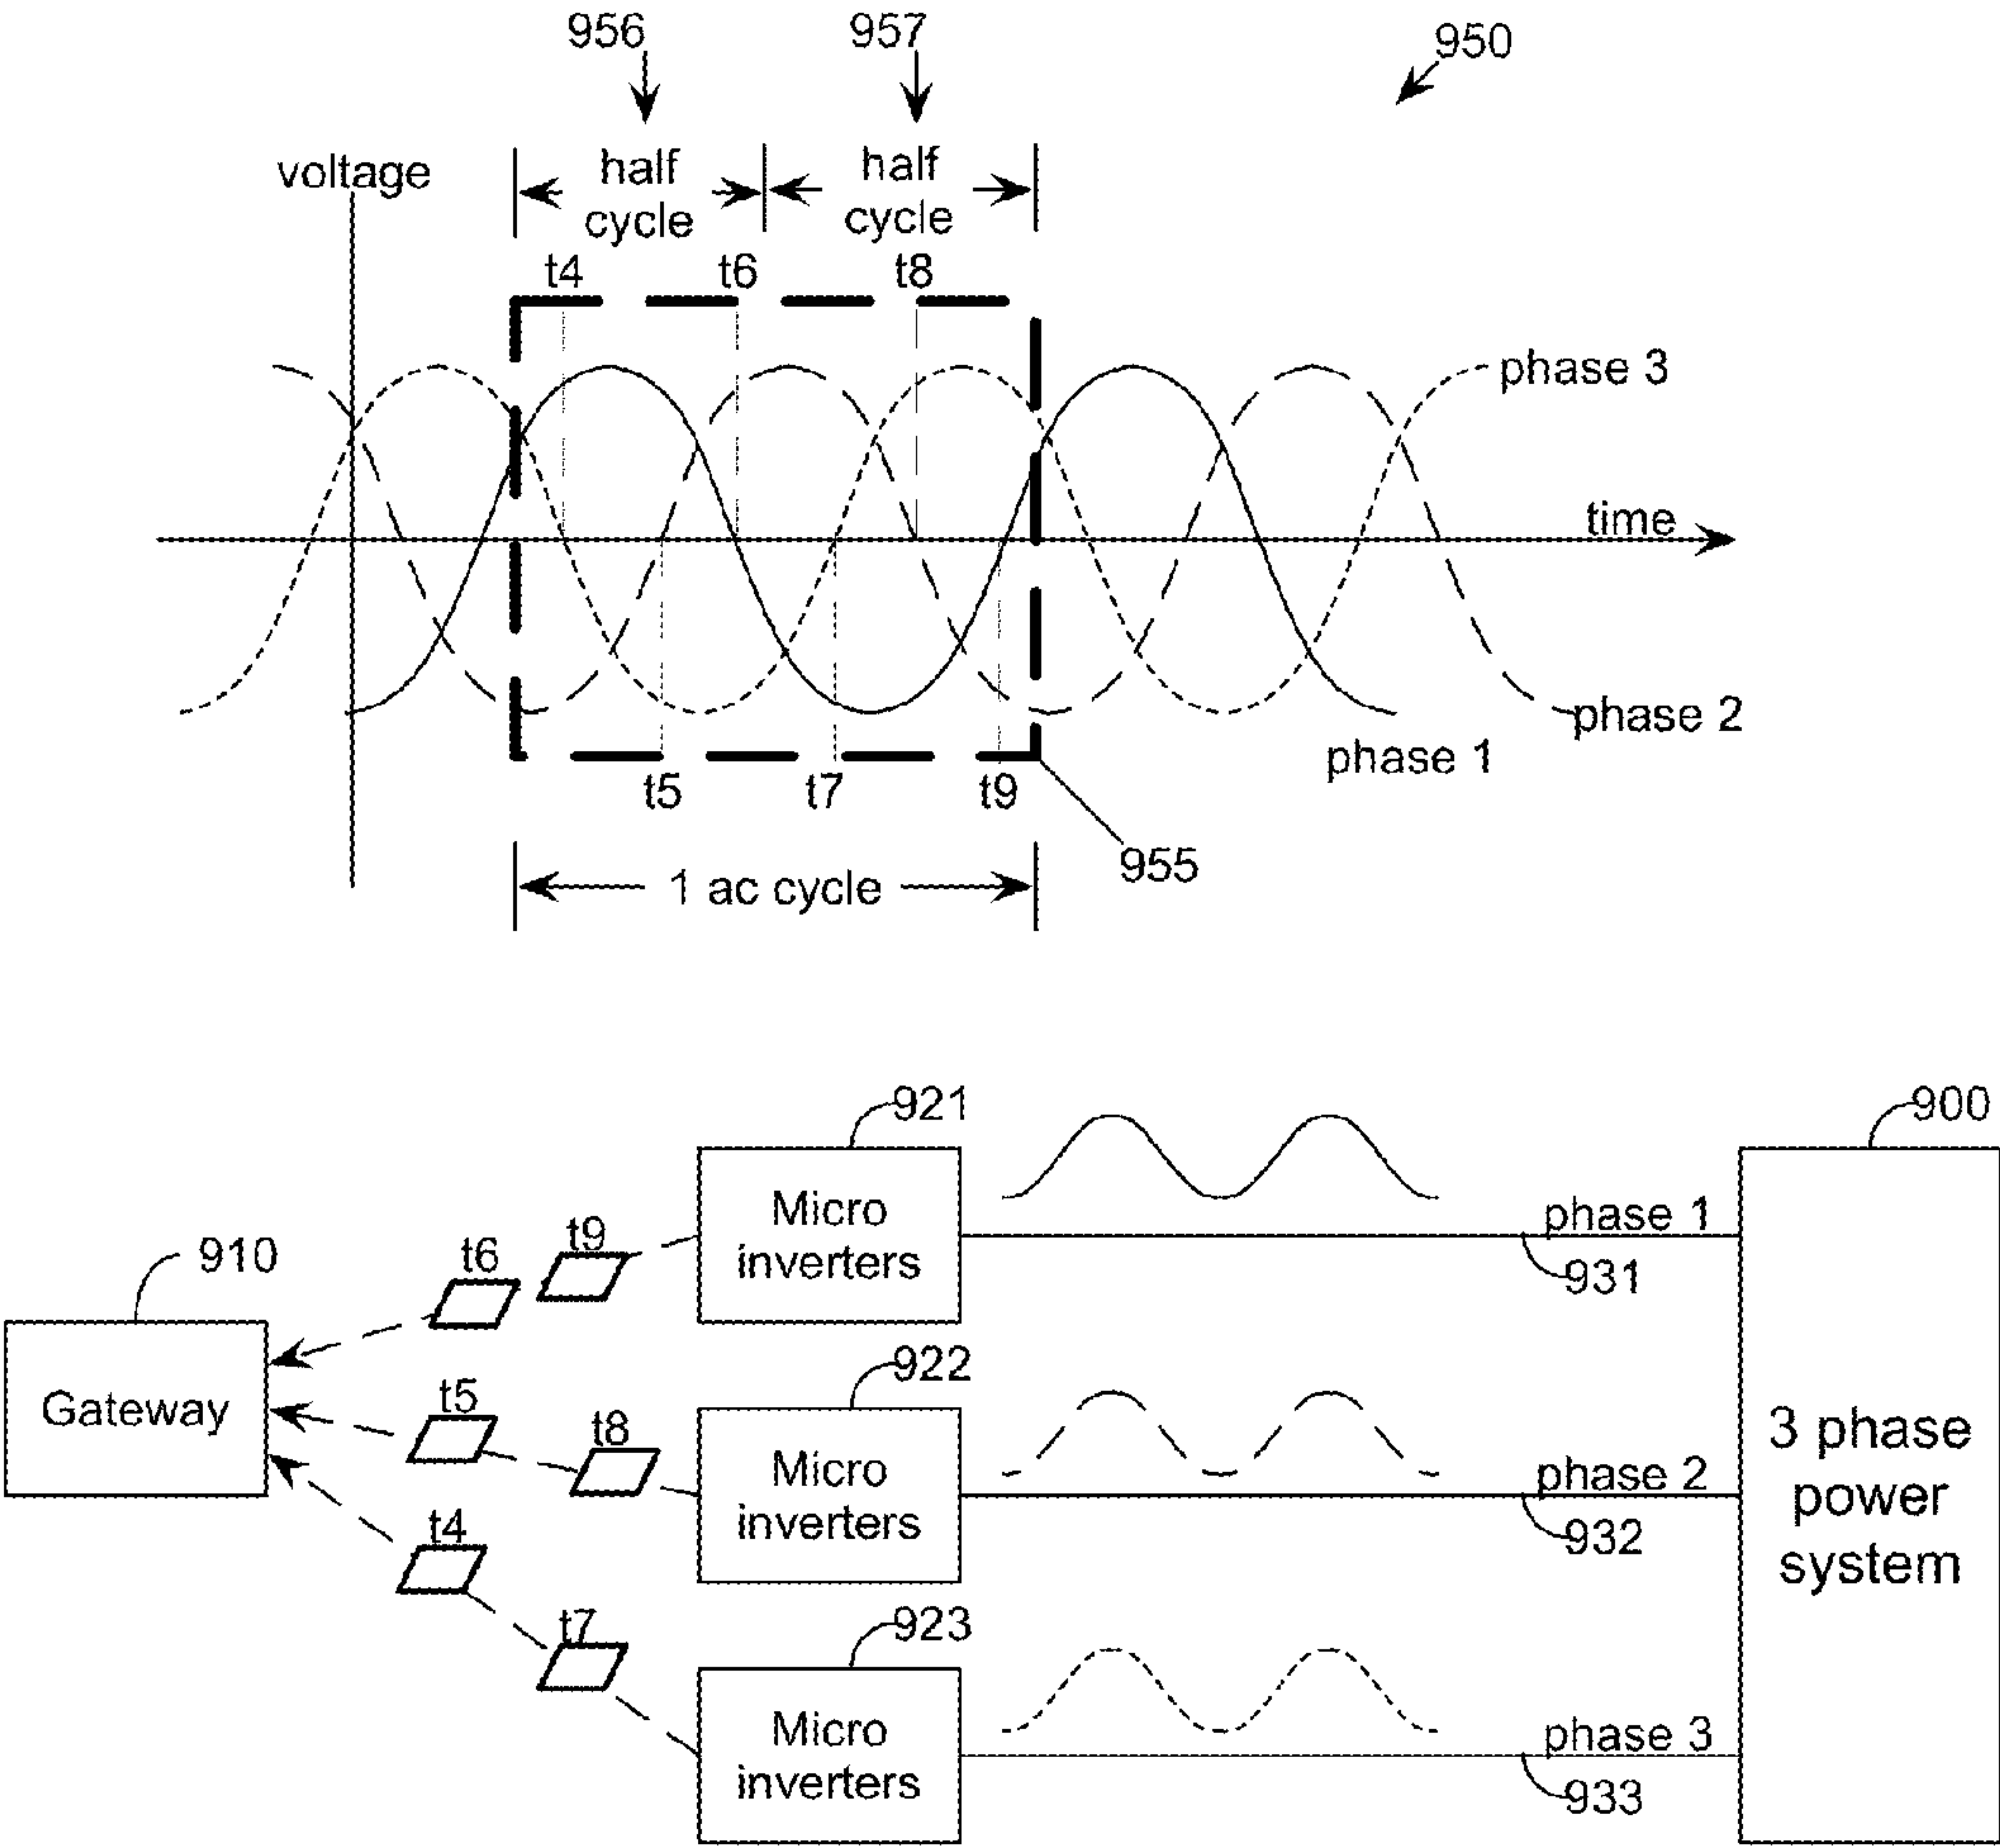 956
957
950
voltage
half
cycle
half
cycle
t4
t6
t8
phase 3
time
phase 2
phase 1
t5
t7
t9
955
1 ac cycle
921
900
Micro
inverters
phase 1
931
t9
t6
910
Gateway
922
t5
t8
Micro
inverters
phase 2
932
3 phase
power
system
t4
t7
923
Micro
inverters
phase 3
933